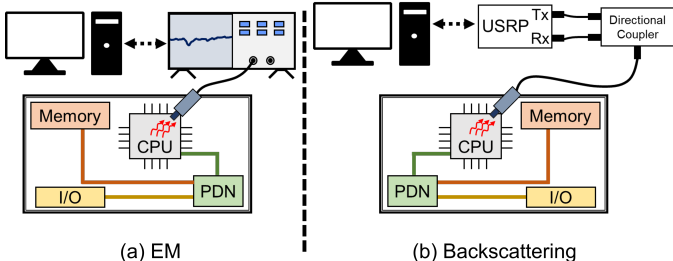 Memory
CPU
PDN
I/O
(a) EM
USRP
Tx
Rx
Directional
Coupler
Memory
CPU
PDN
I/O
(b) Backscattering